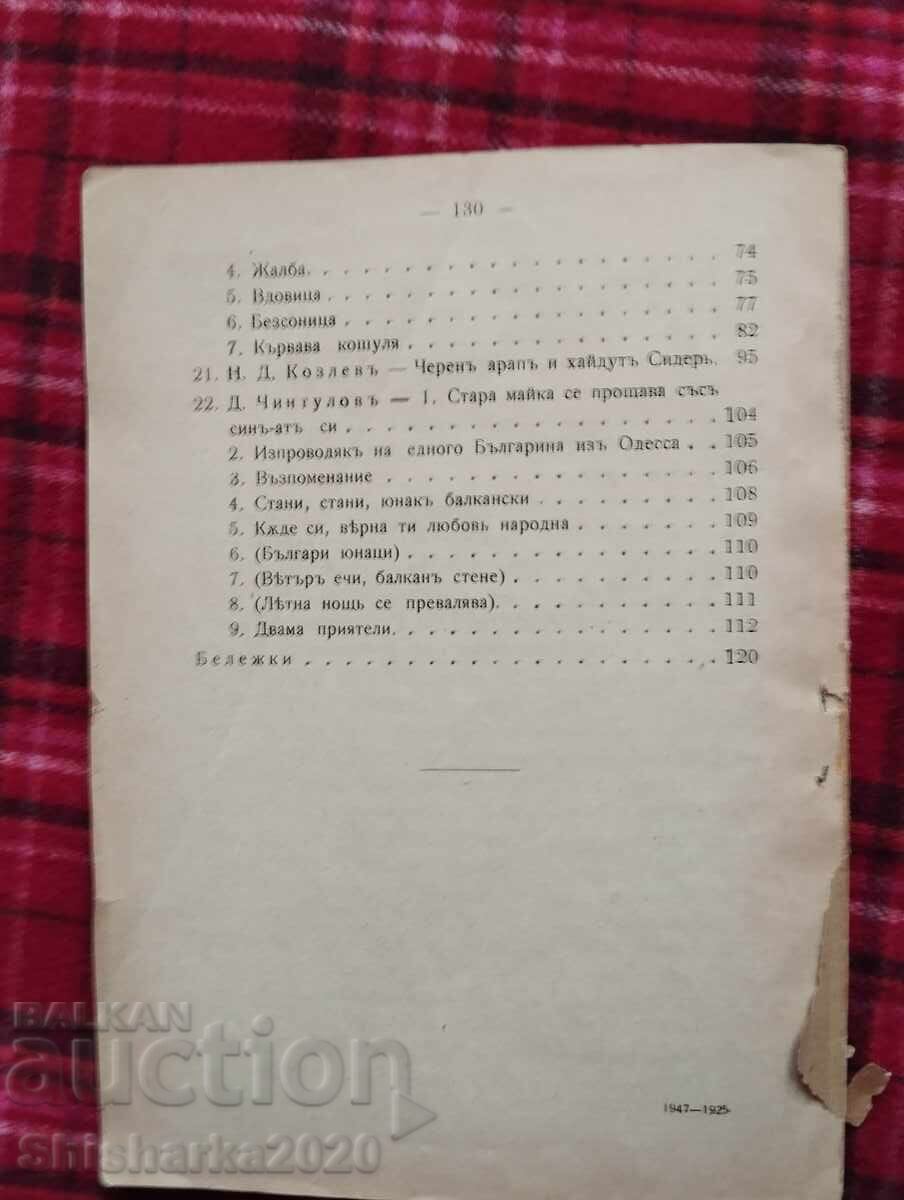 — 130 —
4. Жалба. . . . . . . . . . . . . . . . . . . . 74
5. Вдовица . . . . . . . . . . . . . . . . . . . 75
6. Безсоница . . . . . . . . . . . . . . . . . . 77
7. Кървава кошуля . . . . . . . . . . . . . . . 82
21. Н. Д. Козлевъ — Черенъ арапъ и хайдутъ Сидеръ. 95
22. Д. Чинтуловъ — 1. Стара майка се прощава съсъ
синъ-атъ си . . . . . . . . . . . . . . . . . 104
2. Изпроводякъ на едного Българина изъ Одесса . . 105
3. Възпоменание . . . . . . . . . . . . . . . . 106
4. Стани, стани, юнакъ балкански . . . . . . . . 108
5. Кѫде си, вѣрна ти любовь народна . . . . . . . 109
6. (Българи юнаци) . . . . . . . . . . . . . . . 110
7. (Вѣтъръ ечи, балканъ стене) . . . . . . . . . 110
8. (Лѣтна нощь се превалява). . . . . . . . . . 111
9. Двама приятели. . . . . . . . . . . . . . . . 112
Бележки . . . . . . . . . . . . . . . . . . . . 120
1947—1925
BALKAN
auction
Shisharka2020